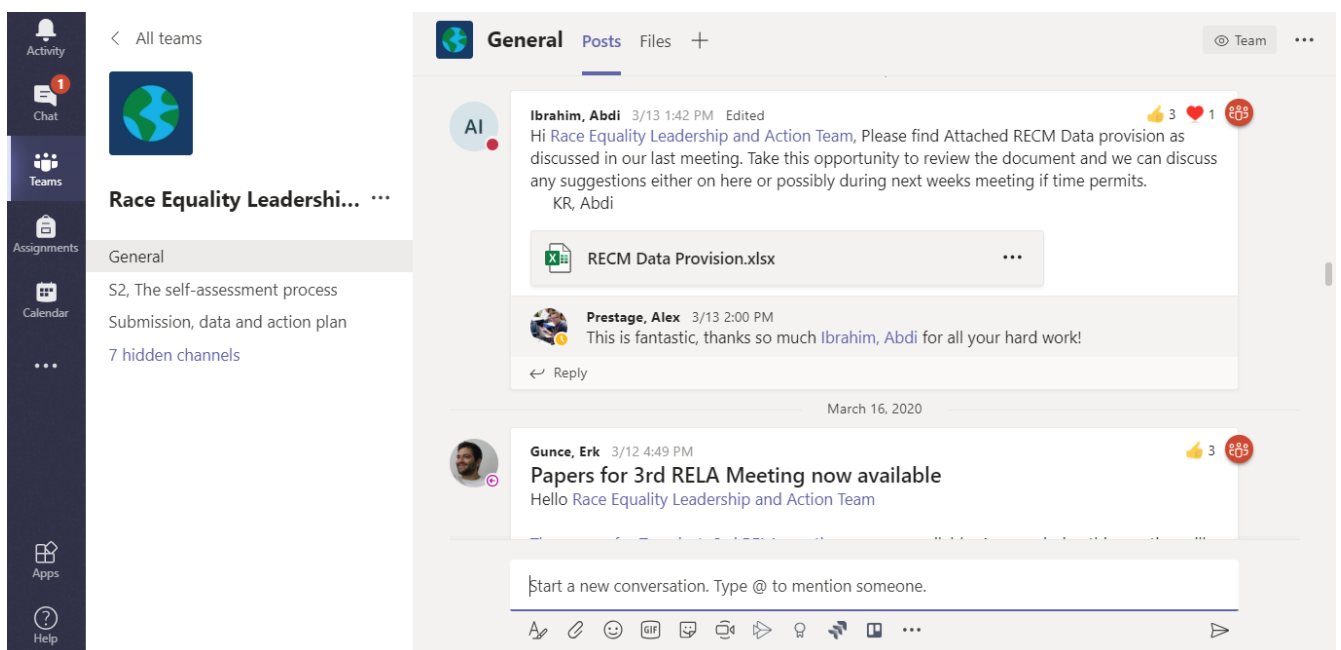 Activity
Chat
1
Teams
Assignments
Calendar
Apps
Help
All teams
Race Equality Leadershi... ...
General
S2, The self-assessment process
Submission, data and action plan
7 hidden channels
General Posts Files
Team
AI
Ibrahim, Abdi 3/13 1:42 PM Edited
3 1
Hi Race Equality Leadership and Action Team, Please find Attached RECM Data provision as
discussed in our last meeting. Take this opportunity to review the document and we can discuss
any suggestions either on here or possibly during next weeks meeting if time permits.
KR, Abdi
RECM Data Provision.xlsx
Prestage, Alex 3/13 2:00 PM
This is fantastic, thanks so much Ibrahim, Abdi for all your hard work!
Reply
March 16, 2020
Gunce, Erk 3/12 4:49 PM
3
Papers for 3rd RELA Meeting now available
Hello Race Equality Leadership and Action Team
Start a new conversation. Type @ to mention someone.
GIF